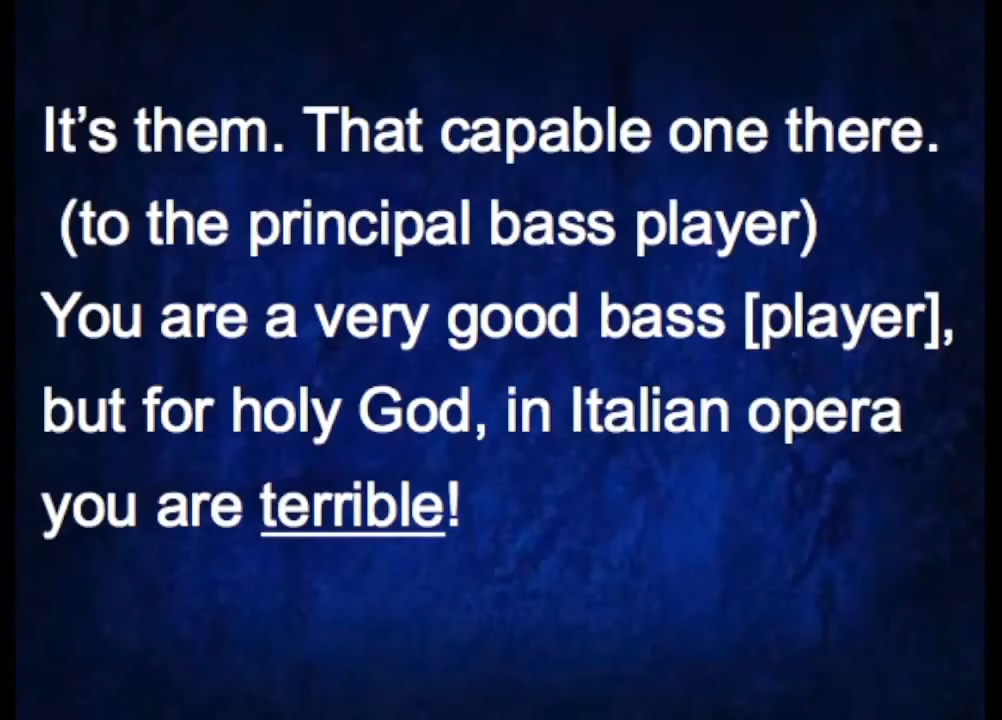 It’s them. That capable one there.
(to the principal bass player)
You are a very good bass [player],
but for holy God, in Italian opera
you are terrible!